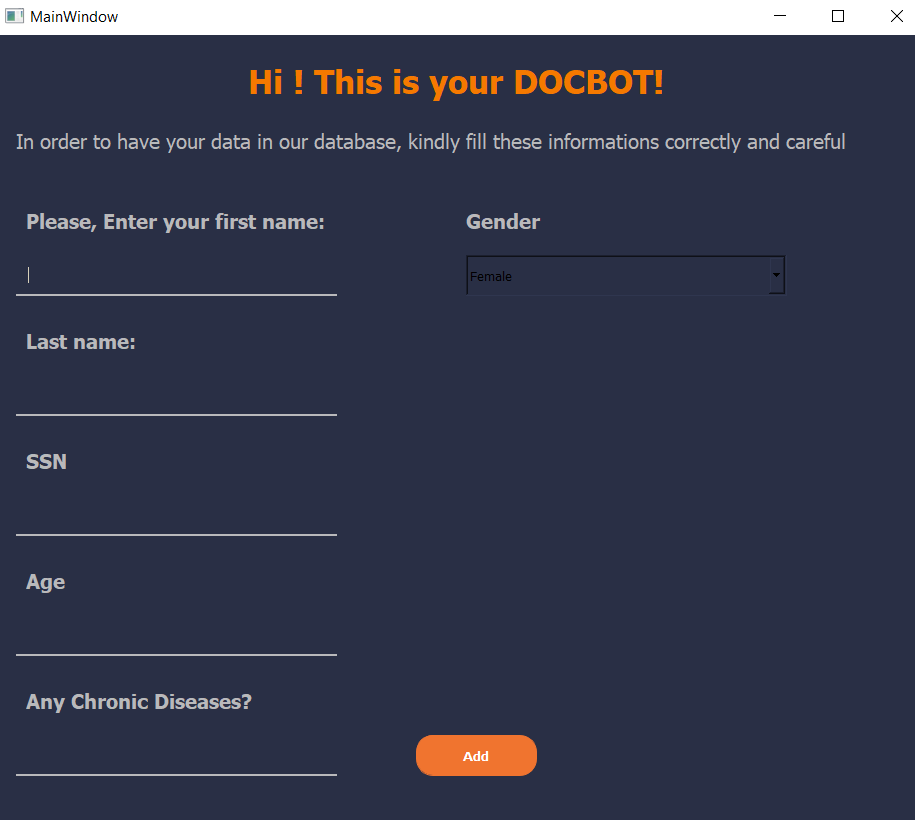 MainWindow
Hi ! This is your DOCBOT!
In order to have your data in our database, kindly fill these informations correctly and careful
Please, Enter your first name:
Gender
Female
Last name:
SSN
Age
Any Chronic Diseases?
Add